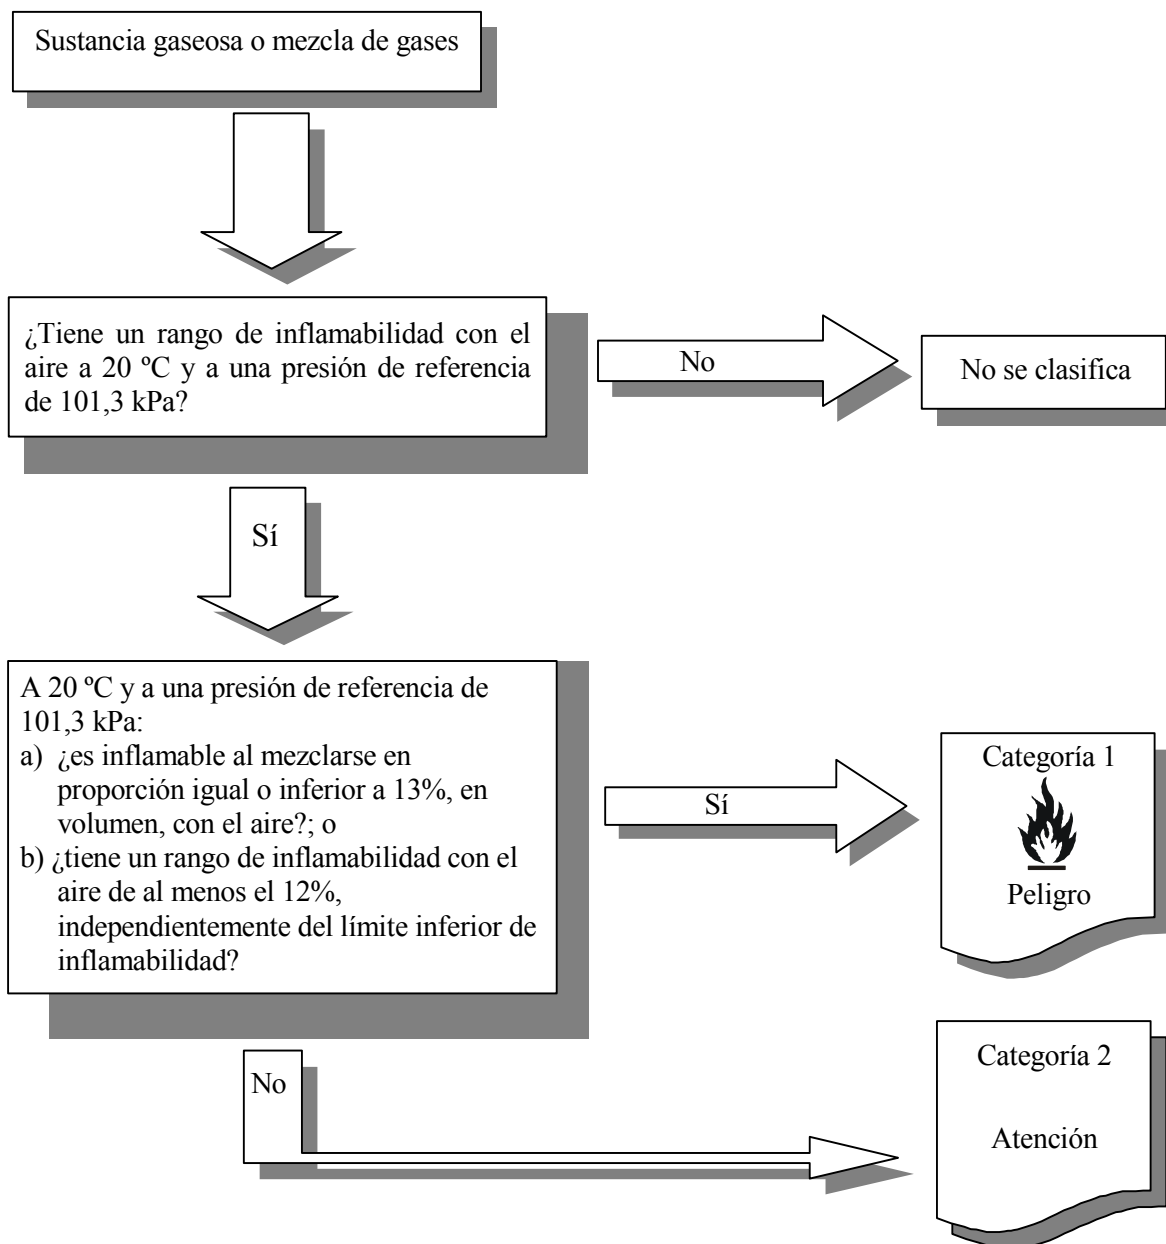 Sustancia gaseosa o mezcla de gases
¿Tiene un rango de inflamabilidad con el
aire a 20 ºC y a una presión de referencia
de 101,3 kPa?
No
No se clasifica
Sí
A 20 ºC y a una presión de referencia de
101,3 kPa:
a) ¿es inflamable al mezclarse en
proporción igual o inferior a 13%, en
volumen, con el aire?; o
b) ¿tiene un rango de inflamabilidad con el
aire de al menos el 12%,
independientemente del límite inferior de
inflamabilidad?
Sí
Categoría 1
Peligro
No
Categoría 2
Atención